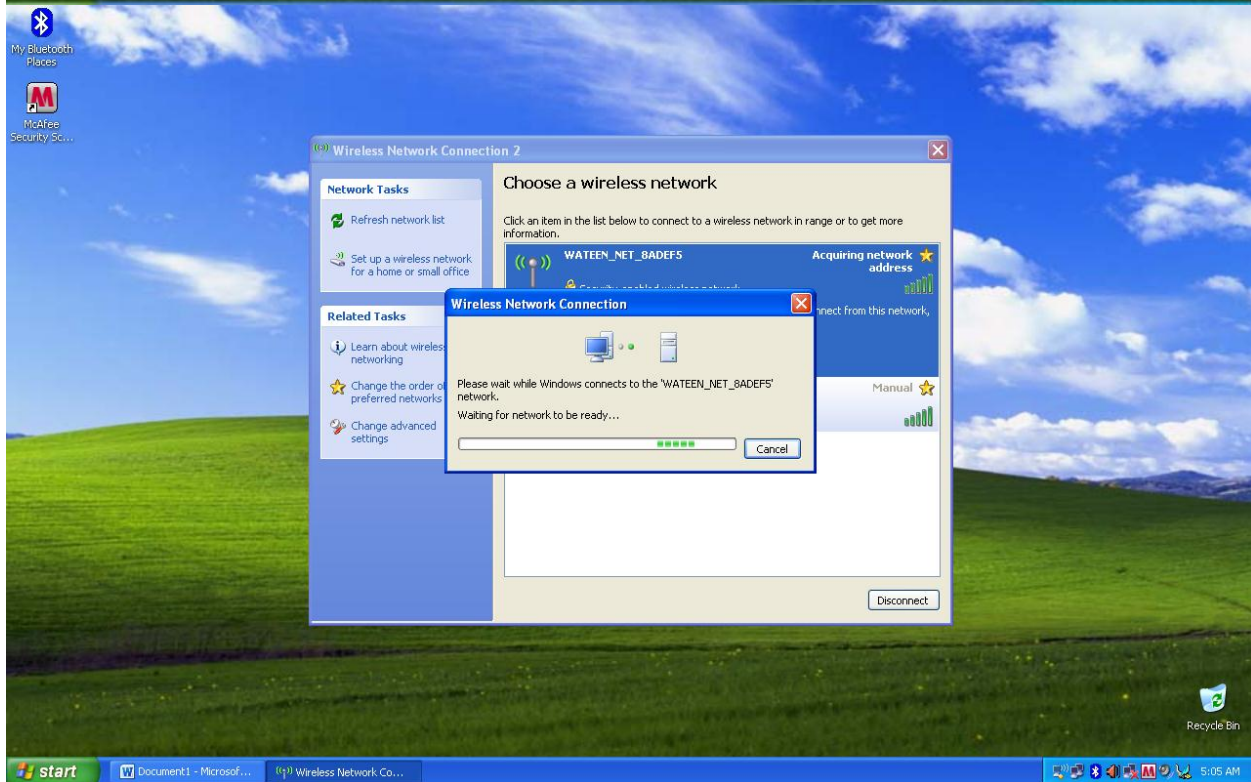 My Bluetooth
Places
McAfee
Security Sc...
Wireless Network Connection 2
Network Tasks
Refresh network list
Set up a wireless network
for a home or small office
Related Tasks
Learn about wireless
networking
Change the order of
preferred networks
Change advanced
settings
Choose a wireless network
Click an item in the list below to connect to a wireless network in range or to get more
information.
WATEEN_NET_8ADEF5
Acquiring network
address
Security-enabled wireless network
nnect from this network,
Manual
Wireless Network Connection
Please wait while Windows connects to the 'WATEEN_NET_8ADEF5'
network.
Waiting for network to be ready...
Cancel
Disconnect
Recycle Bin
start
Document1 - Microsof...
Wireless Network Co...
5:05 AM